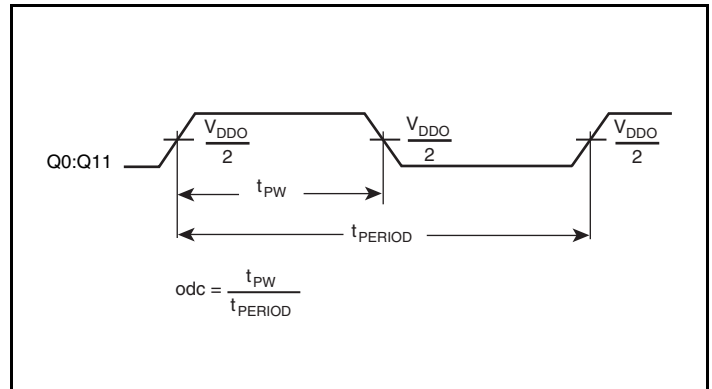 V_DDO/2 V_DDO/2 V_DDO/2
Q0:Q11
t_PW
t_PERIOD
odc = t_PW/t_PERIOD